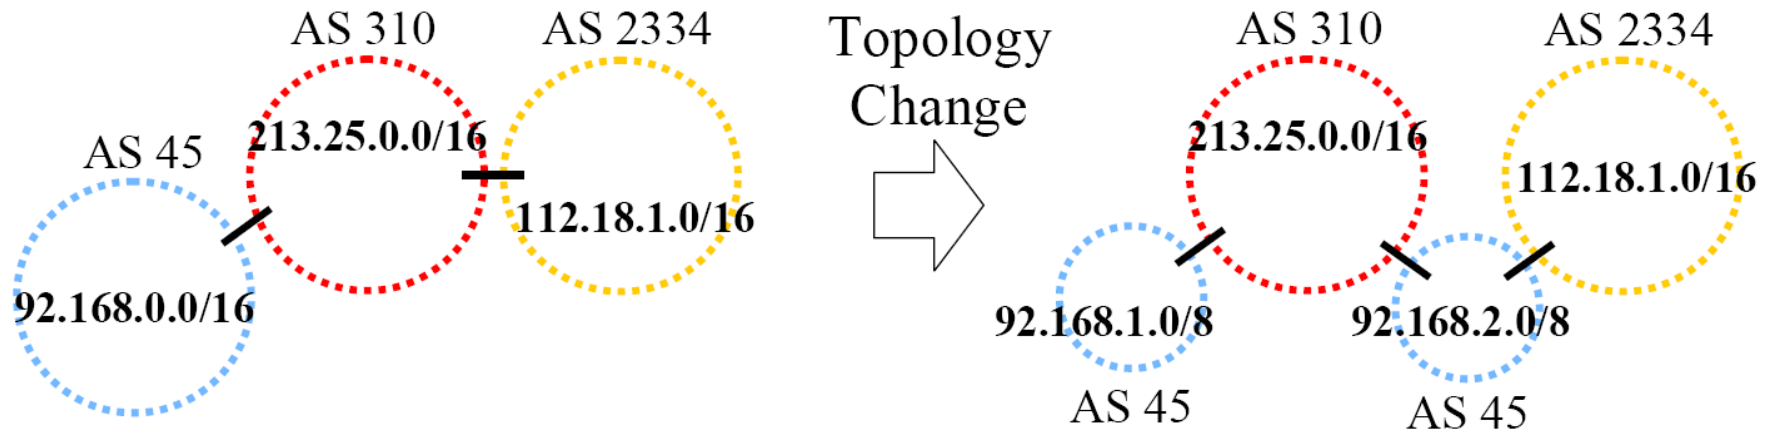 AS 310
AS 2334
213.25.0.0/16
AS 45
112.18.1.0/16
92.168.0.0/16
Topology
Change
AS 310
AS 2334
213.25.0.0/16
112.18.1.0/16
92.168.1.0/8
92.168.2.0/8
AS 45
AS 45